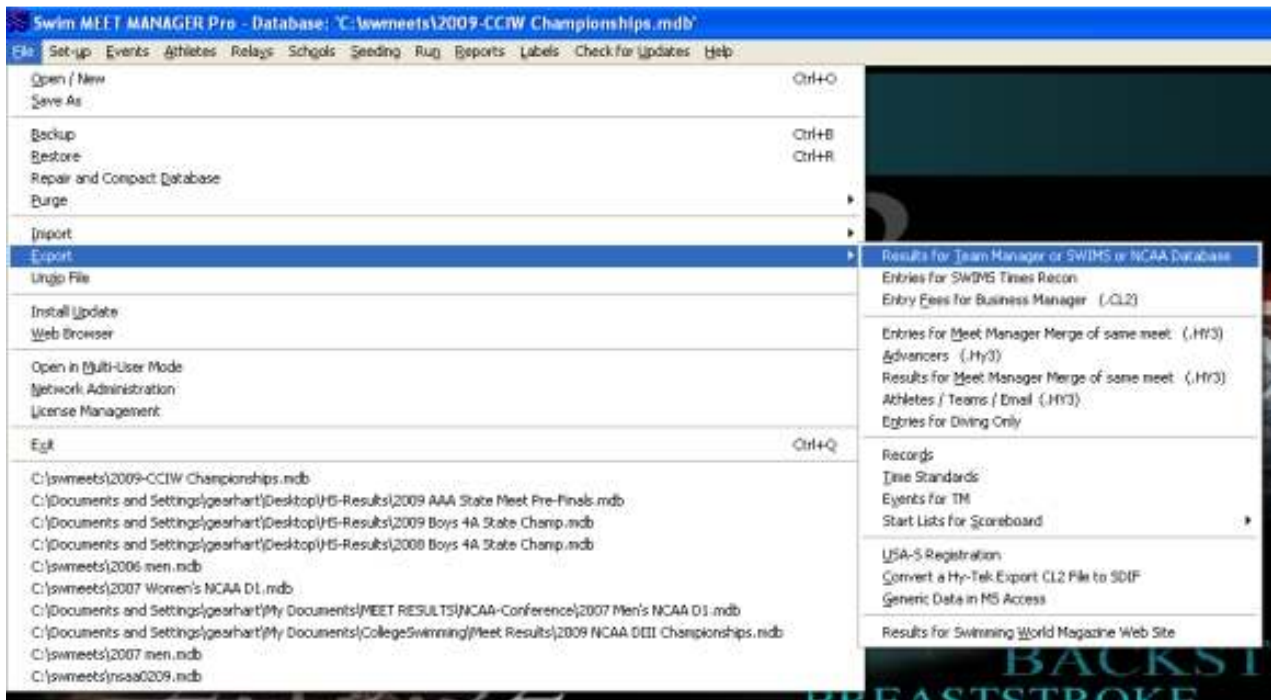 Swim MEET MANAGER Pro - Database: 'C:\swmeets\2009-CCIW Championships.mdb'
File Set-up Events Athletes Relays Schools Seeding Run Reports Labels Check for Updates Help
Open / New Ctrl+O
Save As
Backup Ctrl+B
Restore Ctrl+R
Repair and Compact Database
Purge
Import
Export
Unzip File
Install Update
Web Browser
Open in Multi-User Mode
Network Administration
License Management
Exit Ctrl+Q
C:\swmeets\2009-CCIW Championships.mdb
C:\Documents and Settings\gearhart\Desktop\HS-Results\2009 AAA State Meet Pre-Finals.mdb
C:\Documents and Settings\gearhart\Desktop\HS-Results\2009 Boys 4A State Champ.mdb
C:\Documents and Settings\gearhart\Desktop\HS-Results\2008 Boys 4A State Champ.mdb
C:\swmeets\2006 men.mdb
C:\swmeets\2007 Women's NCAA D1.mdb
C:\Documents and Settings\gearhart\My Documents\MEET RESULTS\NCAA-Conference\2007 Men's NCAA D1.mdb
C:\Documents and Settings\gearhart\My Documents\CollegeSwimming\Meet Results\2009 NCAA DIII Championships.mdb
C:\swmeets\2007 men.mdb
C:\swmeets\nsaa0209.mdb
Results for Team Manager or SWIMS or NCAA Database
Entries for SWIMS Times Recon
Entry Fees for Business Manager (.CL2)
Entries for Meet Manager Merge of same meet (.HY3)
Advancers (.Hy3)
Results for Meet Manager Merge of same meet (.HY3)
Athletes / Teams / Email (.HY3)
Entries for Diving Only
Records
Time Standards
Events for TM
Start Lists for Scoreboard
USA-S Registration
Convert a Hy-Tek Export CL2 File to SDIF
Generic Data in MS Access
Results for Swimming World Magazine Web Site
BACKST